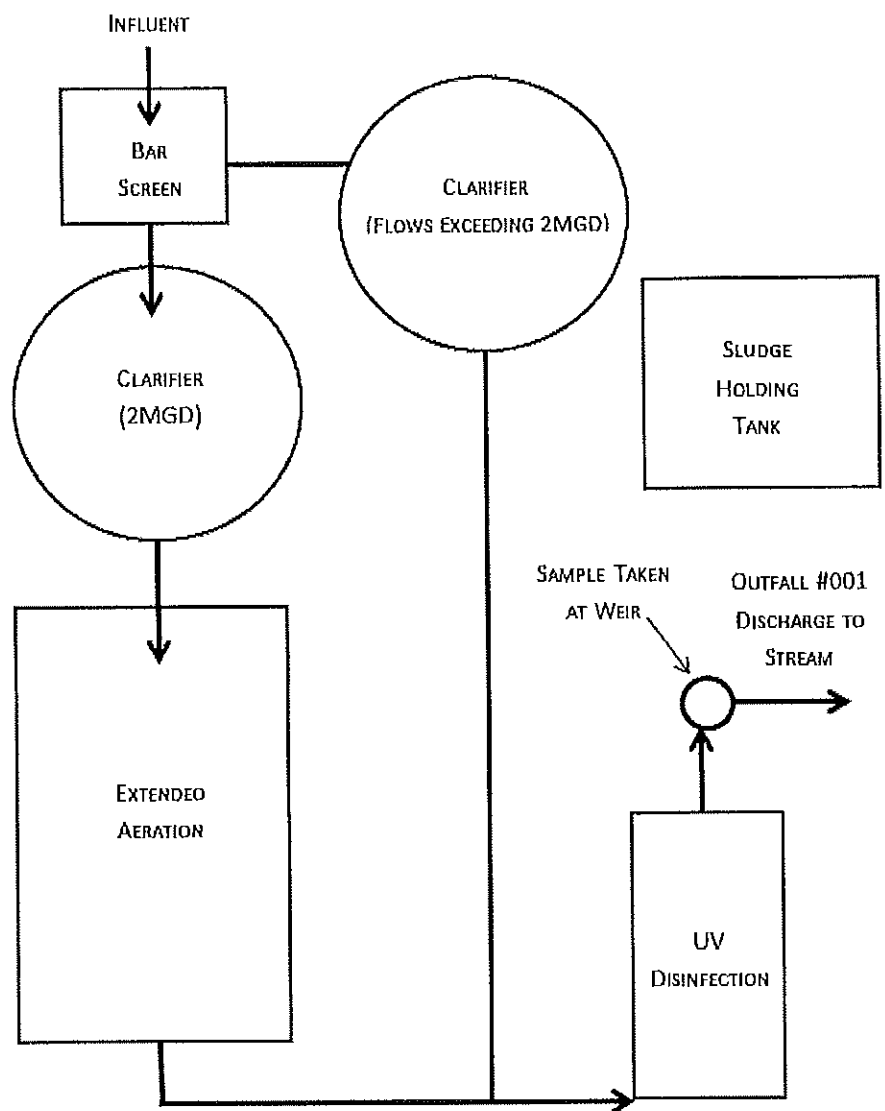 INFLUENT
BAR
SCREEN
CLARIFIER
(FLOWS EXCEEDING 2MGD)
CLARIFIER
(2MGD)
SLUDGE
HOLDING
TANK
SAMPLE TAKEN
AT WEIR
OUTFALL #001
DISCHARGE TO
STREAM
EXTENDED
AERATION
UV
DISINFECTION